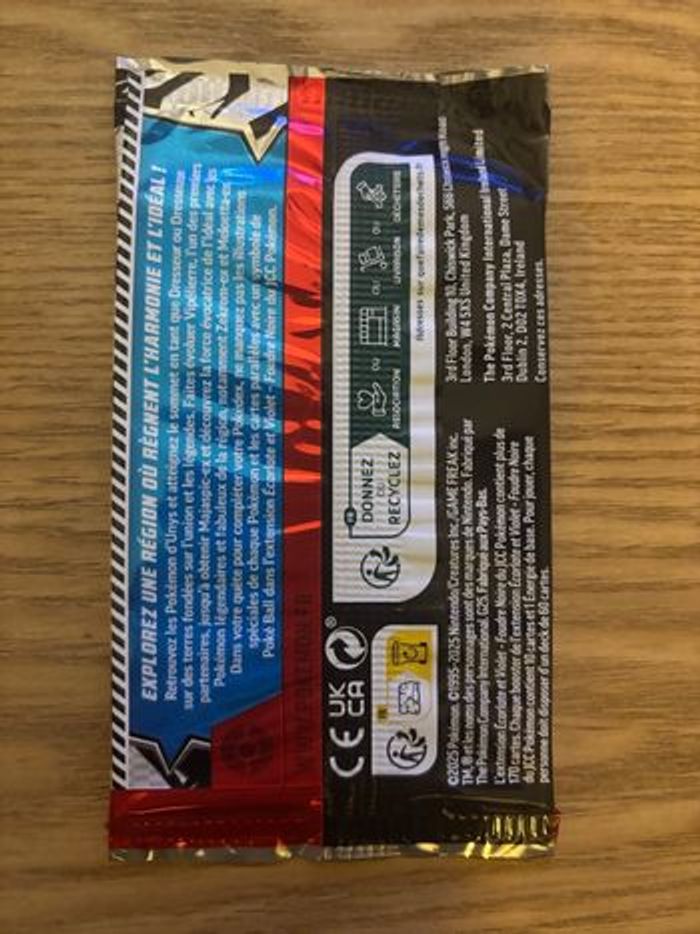 EXPLOREZ UNE RÉGION OÙ RÈGNENT L'HARMONIE ET L'IDÉAL !
Retrouvez les Pokémon d'Unys et atteignez le sommet en tant que Dresseur ou Dresseuse
sur des terres fondées sur l'union et les légendes. Faites évoluer Vipélierre, l'un des premiers
partenaires, jusqu'à obtenir Majaspic-ex et découvrez la force évocatrice de l'idéal avec les
Pokémon légendaires et fabuleux de la région, notamment Zekrom-ex et Meloetta-ex.
Dans votre quête pour compléter votre Pokédex, ne manquez pas les illustrations
spéciales de chaque Pokémon et les cartes parallèles avec un symbole de
Poké Ball dans l'extension Écarlate et Violet - Foudre Noire du JCC Pokémon.
CE
UK
CA
®
FR
DONNEZ
OU
RECYCLEZ
ASSOCIATION
OU
MAGASIN
OU
LIVRAISON
OU
DÉCHÈTERIE
Adresses sur quefairedemesdechets.fr
©2025 Pokémon. ©1995-2025 Nintendo/Creatures Inc./GAME FREAK inc.
TM, ® et les noms des personnages sont des marques de Nintendo. Fabriqué par
The Pokémon Company International. G25. Fabriqué aux Pays-Bas.
L'extension Écarlate et Violet - Foudre Noire du JCC Pokémon contient plus de
170 cartes. Chaque booster de l'extension Écarlate et Violet - Foudre Noire
du JCC Pokémon contient 10 cartes et 1 Énergie de base. Pour jouer, chaque
personne doit disposer d'un deck de 60 cartes.
3rd Floor Building 10, Chiswick Park, 566 Chiswick High Road
London, W4 5XS United Kingdom
The Pokémon Company International Ireland Limited
3rd Floor, 2 Central Plaza, Dame Street
Dublin 2, D02 T0X4, Ireland
Conservez ces adresses.